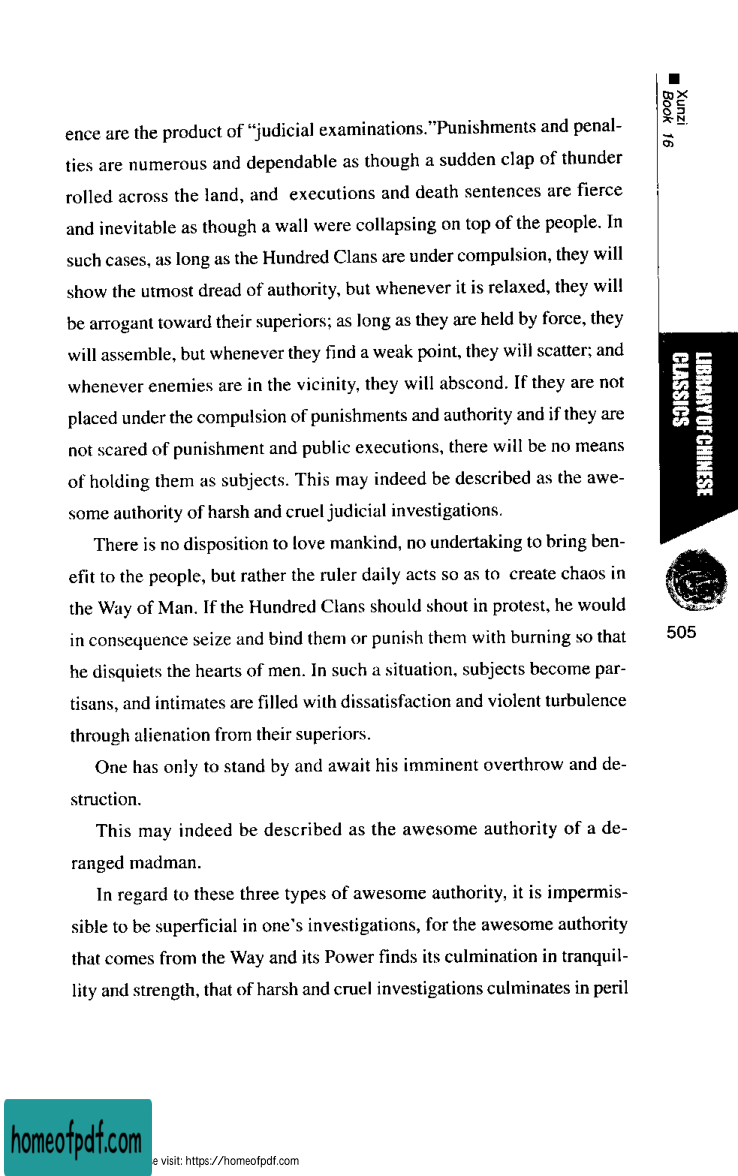 Xunzi
Book 16
ence are the product of “judicial examinations.”Punishments and penal-
ties are numerous and dependable as though a sudden clap of thunder
rolled across the land, and executions and death sentences are fierce
and inevitable as though a wall were collapsing on top of the people. In
such cases, as long as the Hundred Clans are under compulsion, they will
show the utmost dread of authority, but whenever it is relaxed, they will
be arrogant toward their superiors; as long as they are held by force, they
will assemble, but whenever they find a weak point, they will scatter; and
whenever enemies are in the vicinity, they will abscond. If they are not
placed under the compulsion of punishments and authority and if they are
not scared of punishment and public executions, there will be no means
of holding them as subjects. This may indeed be described as the awe-
some authority of harsh and cruel judicial investigations.
There is no disposition to love mankind, no undertaking to bring ben-
efit to the people, but rather the ruler daily acts so as to create chaos in
the Way of Man. If the Hundred Clans should shout in protest, he would
in consequence seize and bind them or punish them with burning so that
he disquiets the hearts of men. In such a situation, subjects become par-
tisans, and intimates are filled with dissatisfaction and violent turbulence
through alienation from their superiors.
One has only to stand by and await his imminent overthrow and de-
struction.
This may indeed be described as the awesome authority of a de-
ranged madman.
In regard to these three types of awesome authority, it is impermis-
sible to be superficial in one's investigations, for the awesome authority
that comes from the Way and its Power finds its culmination in tranquil-
lity and strength, that of harsh and cruel investigations culminates in peril
LIBRARY OF CHINESE
CLASSICS
505
homeofpdf.com
e visit: https://homeofpdf.com